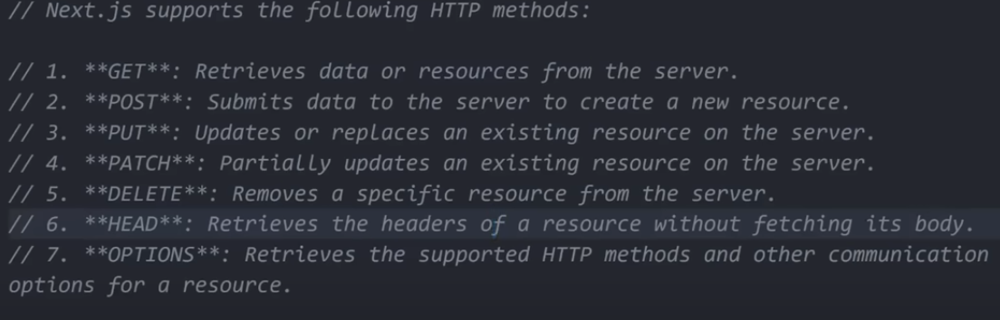 // Next.js supports the following HTTP methods:
// 1. **GET**: Retrieves data or resources from the server.
// 2. **POST**: Submits data to the server to create a new resource.
// 3. **PUT**: Updates or replaces an existing resource on the server.
// 4. **PATCH**: Partially updates an existing resource on the server.
// 5. **DELETE**: Removes a specific resource from the server.
// 6. **HEAD**: Retrieves the headers of a resource without fetching its body.
// 7. **OPTIONS**: Retrieves the supported HTTP methods and other communication
options for a resource.